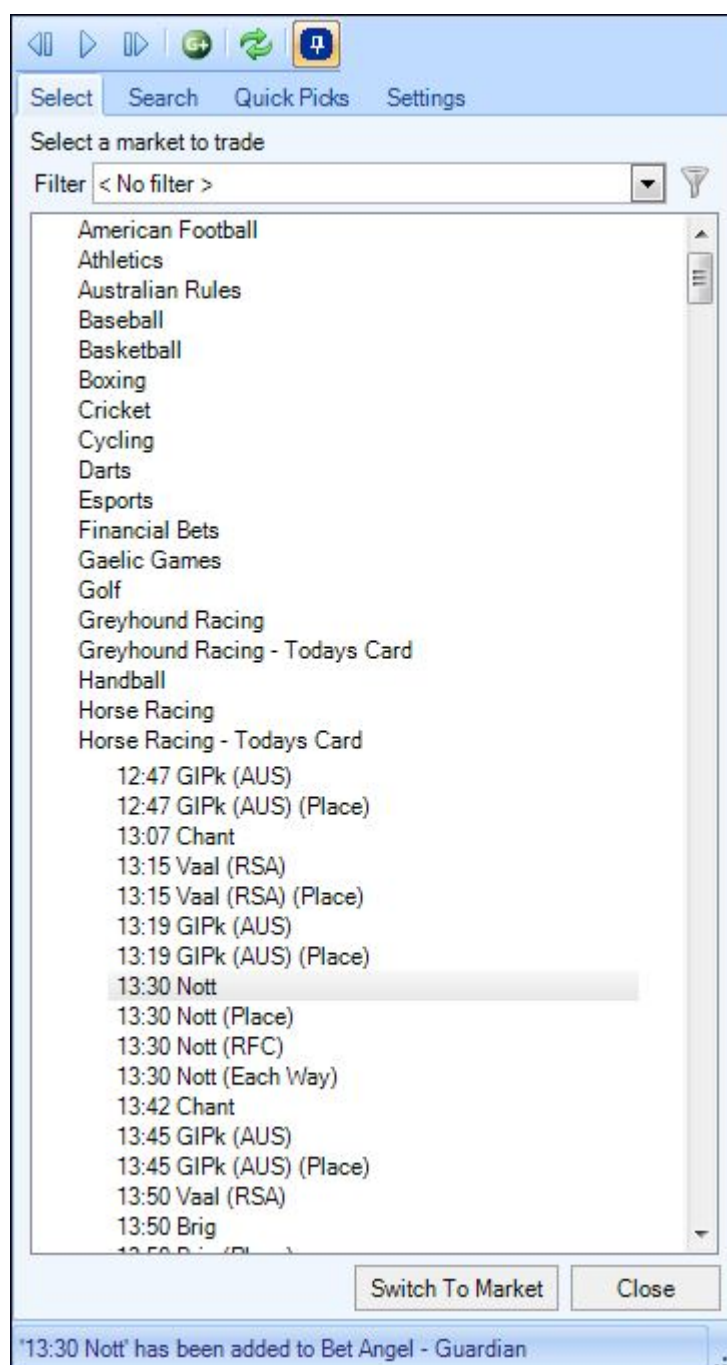 G+
Select Search Quick Picks Settings
Select a market to trade
Filter < No filter >
American Football
Athletics
Australian Rules
Baseball
Basketball
Boxing
Cricket
Cycling
Darts
Esports
Financial Bets
Gaelic Games
Golf
Greyhound Racing
Greyhound Racing - Todays Card
Handball
Horse Racing
Horse Racing - Todays Card
12:47 GlPk (AUS)
12:47 GlPk (AUS) (Place)
13:07 Chant
13:15 Vaal (RSA)
13:15 Vaal (RSA) (Place)
13:19 GlPk (AUS)
13:19 GlPk (AUS) (Place)
13:30 Nott
13:30 Nott (Place)
13:30 Nott (RFC)
13:30 Nott (Each Way)
13:42 Chant
13:45 GlPk (AUS)
13:45 GlPk (AUS) (Place)
13:50 Vaal (RSA)
13:50 Brig
Switch To Market Close
'13:30 Nott' has been added to Bet Angel - Guardian